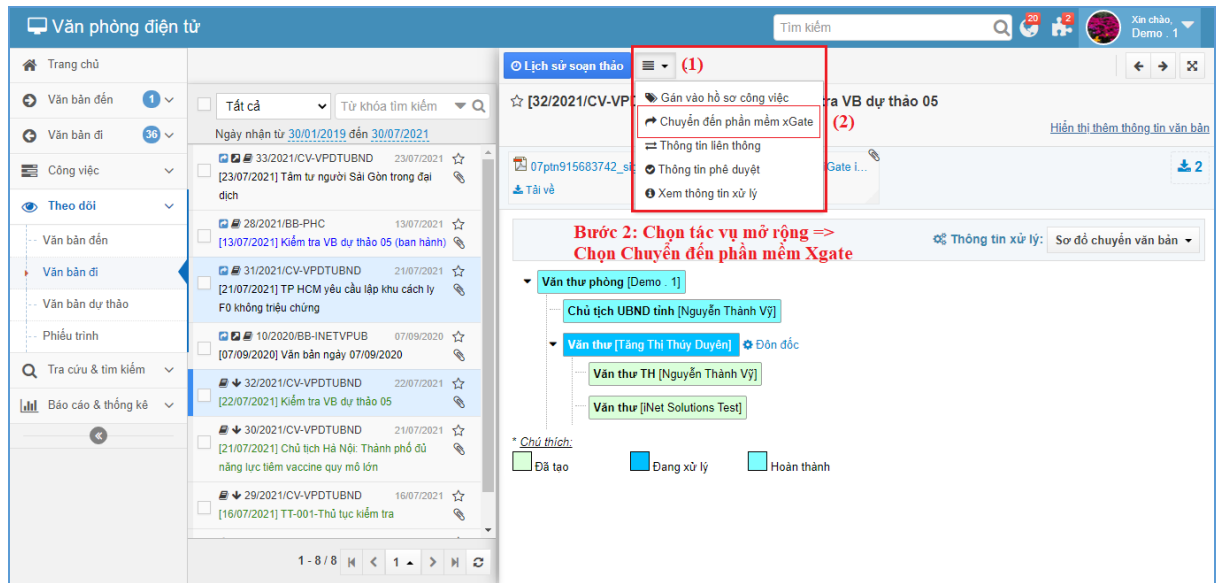 Văn phòng điện tử
Tìm kiếm
20
2
Xin chào,
Demo . 1
Trang chủ
Văn bản đến 1
Văn bản đi 36
Công việc
Theo dõi
Văn bản đến
Văn bản đi
Văn bản dự thảo
Phiếu trình
Tra cứu & tìm kiếm
Báo cáo & thống kê
Tất cả
Từ khóa tìm kiếm
Ngày nhận từ 30/01/2019 đến 30/07/2021
33/2021/CV-VPDTUBND 23/07/2021
[23/07/2021] Tâm tư người Sài Gòn trong đại
dịch
28/2021/BB-PHC 13/07/2021
[13/07/2021] Kiểm tra VB dự thảo 05 (ban hành)
31/2021/CV-VPDTUBND 21/07/2021
[21/07/2021] TP HCM yêu cầu lập khu cách ly
F0 không triệu chứng
10/2020/BB-INETVPUB 07/09/2020
[07/09/2020] Văn bản ngày 07/09/2020
32/2021/CV-VPDTUBND 22/07/2021
[22/07/2021] Kiểm tra VB dự thảo 05
30/2021/CV-VPDTUBND 21/07/2021
[21/07/2021] Chủ tịch Hà Nội: Thành phố đủ
năng lực tiêm vaccine quy mô lớn
29/2021/CV-VPDTUBND 16/07/2021
[16/07/2021] TT-001-Thủ tục kiểm tra
1 - 8 / 8
1
Lịch sử soạn thảo
(1)
Gán vào hồ sơ công việc
Chuyển đến phần mềm xGate
(2)
Thông tin liên thông
Thông tin phê duyệt
Xem thông tin xử lý
[32/2021/CV-VP ra VB dự thảo 05
Hiển thị thêm thông tin văn bản
07ptn915683742_si iGate i...
Tải về
2
Bước 2: Chọn tác vụ mở rộng =>
Chọn Chuyển đến phần mềm Xgate
Thông tin xử lý: Sơ đồ chuyển văn bản
Văn thư phòng [Demo . 1]
Chủ tịch UBND tỉnh [Nguyễn Thành Vỹ]
Văn thư [Tăng Thị Thúy Duyên] Đôn đốc
Văn thư TH [Nguyễn Thành Vỹ]
Văn thư [iNet Solutions Test]
* Chú thích:
Đã tạo
Đang xử lý
Hoàn thành